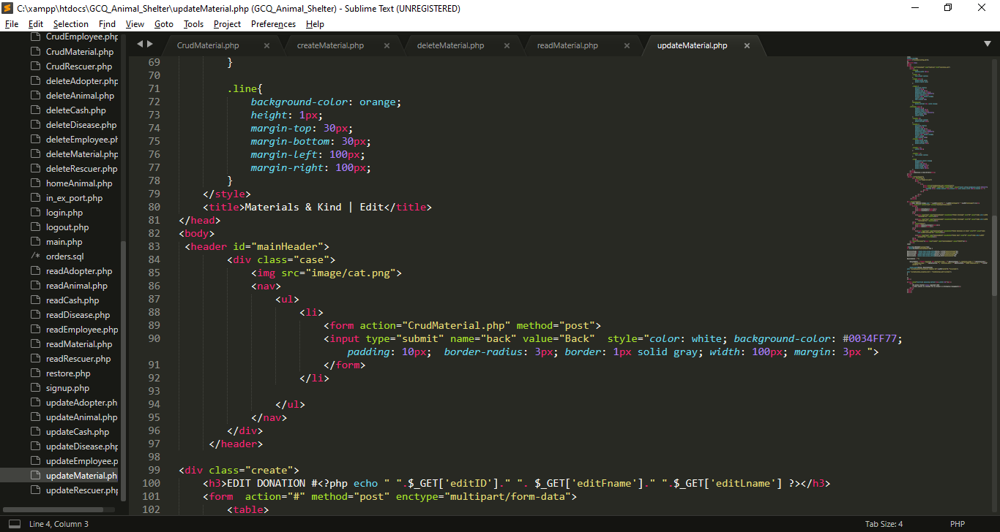 C:\xampp\htdocs\GCQ_Animal_Shelter\updateMaterial.php (GCQ_Animal_Shelter) - Sublime Text (UNREGISTERED)
File Edit Selection Find View Goto Tools Project Preferences Help
CrudEmployee.php
CrudMaterial.php
CrudRescuer.php
deleteAdopter.php
deleteAnimal.php
deleteCash.php
deleteDisease.php
deleteEmployee.ph
deleteMaterial.php
deleteRescuer.php
homeAnimal.php
in_ex_port.php
login.php
logout.php
main.php
/* orders.sql
readAdopter.php
readAnimal.php
readCash.php
readDisease.php
readEmployee.php
readMaterial.php
readRescuer.php
restore.php
signup.php
updateAdopter.ph
updateAnimal.php
updateCash.php
updateDisease.php
updateEmployee.p
updateMaterial.ph
updateRescuer.php
CrudMaterial.php × createMaterial.php × deleteMaterial.php × readMaterial.php × updateMaterial.php ×
69 }
70
71 .line{
72 background-color: orange;
73 height: 1px;
74 margin-top: 30px;
75 margin-bottom: 30px;
76 margin-left: 100px;
77 margin-right: 100px;
78 }
79 </style>
80 <title>Materials & Kind | Edit</title>
81 </head>
82 <body>
83 <header id="mainHeader">
84 <div class="case">
85 <img src="image/cat.png">
86 <nav>
87 <ul>
88 <li>
89 <form action="CrudMaterial.php" method="post">
90 <input type="submit" name="back" value="Back"  style="color: white; background-color: #0034FF77;
padding: 10px;  border-radius: 3px; border: 1px solid gray; width: 100px; margin: 3px ">
91 </form>
92 </li>
93
94 </ul>
95 </nav>
96 </div>
97 </header>
98
99 <div class="create">
100 <h3>EDIT DONATION #<?php echo " ".$_GET['editID']." ". $_GET['editFname']." ".$_GET['editLname'] ?></h3>
101 <form  action="#" method="post" enctype="multipart/form-data">
102 <table>
Line 4, Column 3 Tab Size: 4 PHP